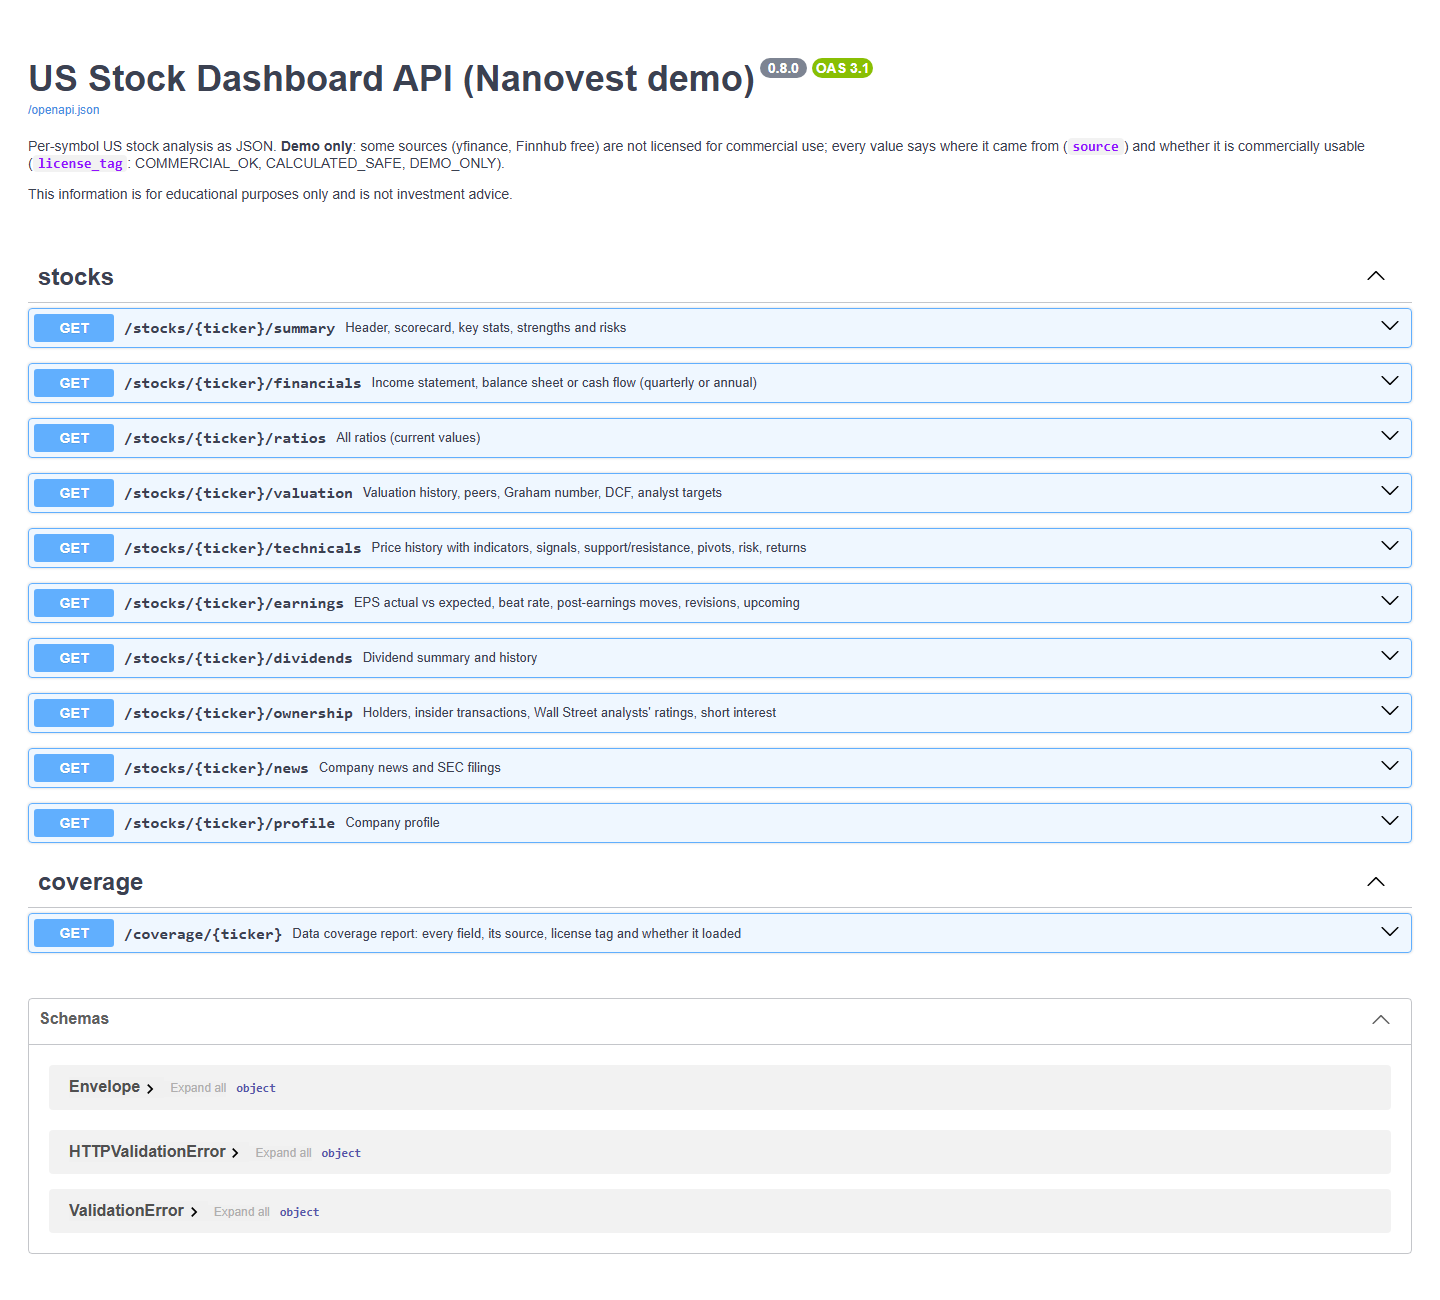 US Stock Dashboard API (Nanovest demo) 0.8.0 OAS 3.1
/openapi.json
Per-symbol US stock analysis as JSON. Demo only: some sources (yfinance, Finnhub free) are not licensed for commercial use; every value says where it came from ( source ) and whether it is commercially usable
( license_tag : COMMERCIAL_OK, CALCULATED_SAFE, DEMO_ONLY).
This information is for educational purposes only and is not investment advice.
stocks
GET /stocks/{ticker}/summary Header, scorecard, key stats, strengths and risks
GET /stocks/{ticker}/financials Income statement, balance sheet or cash flow (quarterly or annual)
GET /stocks/{ticker}/ratios All ratios (current values)
GET /stocks/{ticker}/valuation Valuation history, peers, Graham number, DCF, analyst targets
GET /stocks/{ticker}/technicals Price history with indicators, signals, support/resistance, pivots, risk, returns
GET /stocks/{ticker}/earnings EPS actual vs expected, beat rate, post-earnings moves, revisions, upcoming
GET /stocks/{ticker}/dividends Dividend summary and history
GET /stocks/{ticker}/ownership Holders, insider transactions, Wall Street analysts' ratings, short interest
GET /stocks/{ticker}/news Company news and SEC filings
GET /stocks/{ticker}/profile Company profile
coverage
GET /coverage/{ticker} Data coverage report: every field, its source, license tag and whether it loaded
Schemas
Envelope Expand all object
HTTPValidationError Expand all object
ValidationError Expand all object